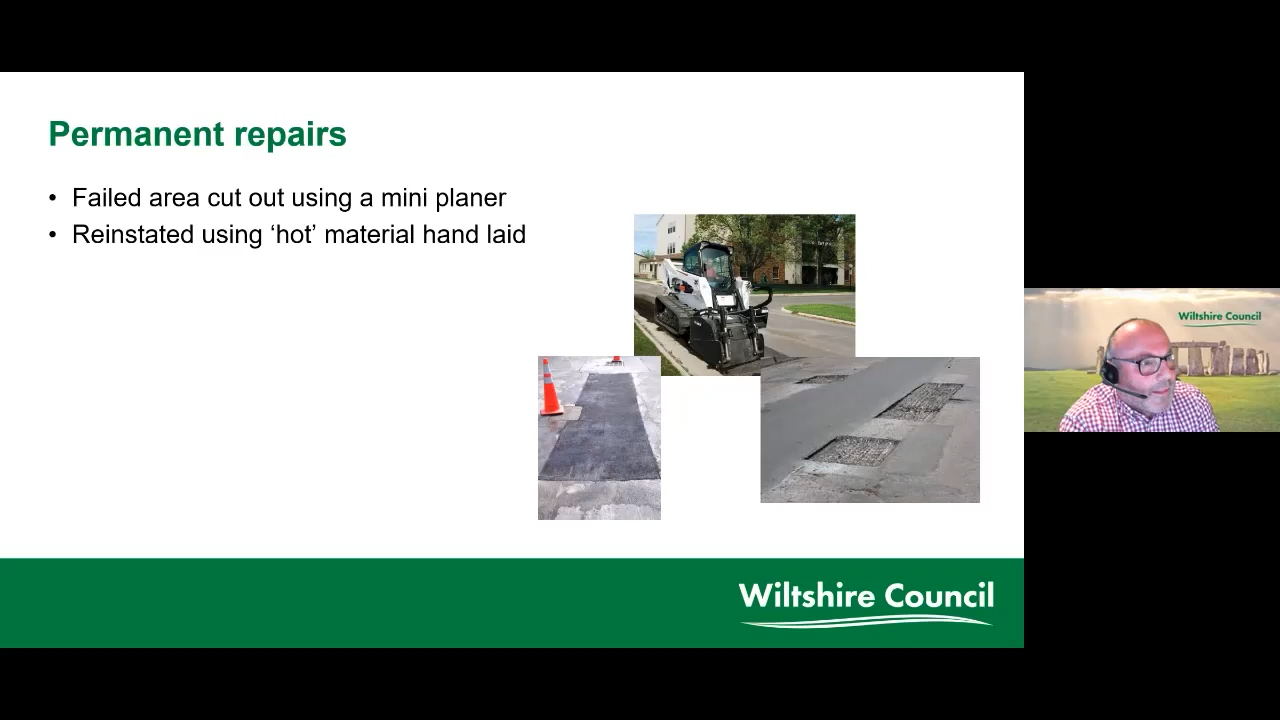 Permanent repairs
• Failed area cut out using a mini planer
• Reinstated using ‘hot’ material hand laid
Wiltshire Council
Wiltshire Council